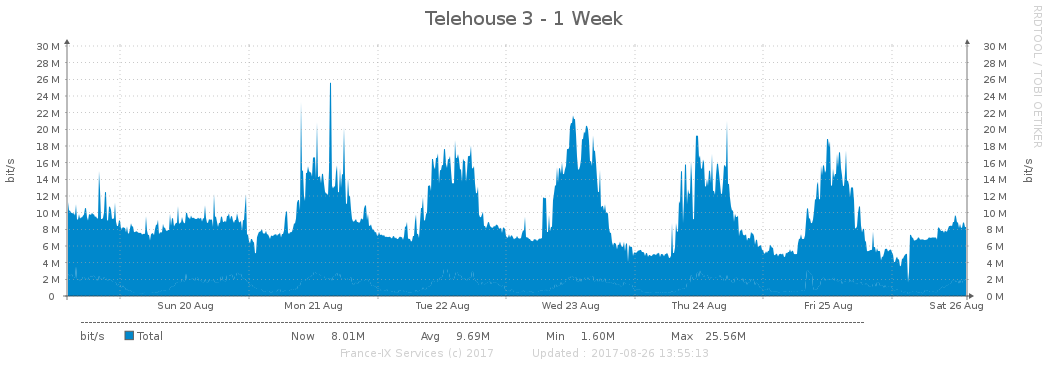 Telehouse 3 - 1 Week
RRDTOOL / TOBI OETIKER
bit/s
30 M 30 M
28 M 28 M
26 M 26 M
24 M 24 M
22 M 22 M
20 M 20 M
18 M 18 M
16 M 16 M
14 M 14 M
12 M 12 M
10 M 10 M
8 M 8 M
6 M 6 M
4 M 4 M
2 M 2 M
0 0 M
bit/s
Sun 20 Aug Mon 21 Aug Tue 22 Aug Wed 23 Aug Thu 24 Aug Fri 25 Aug Sat 26 Aug
bit/s Total Now 8.01M Avg 9.69M Min 1.60M Max 25.56M
France-IX Services (c) 2017 Updated : 2017-08-26 13:55:13